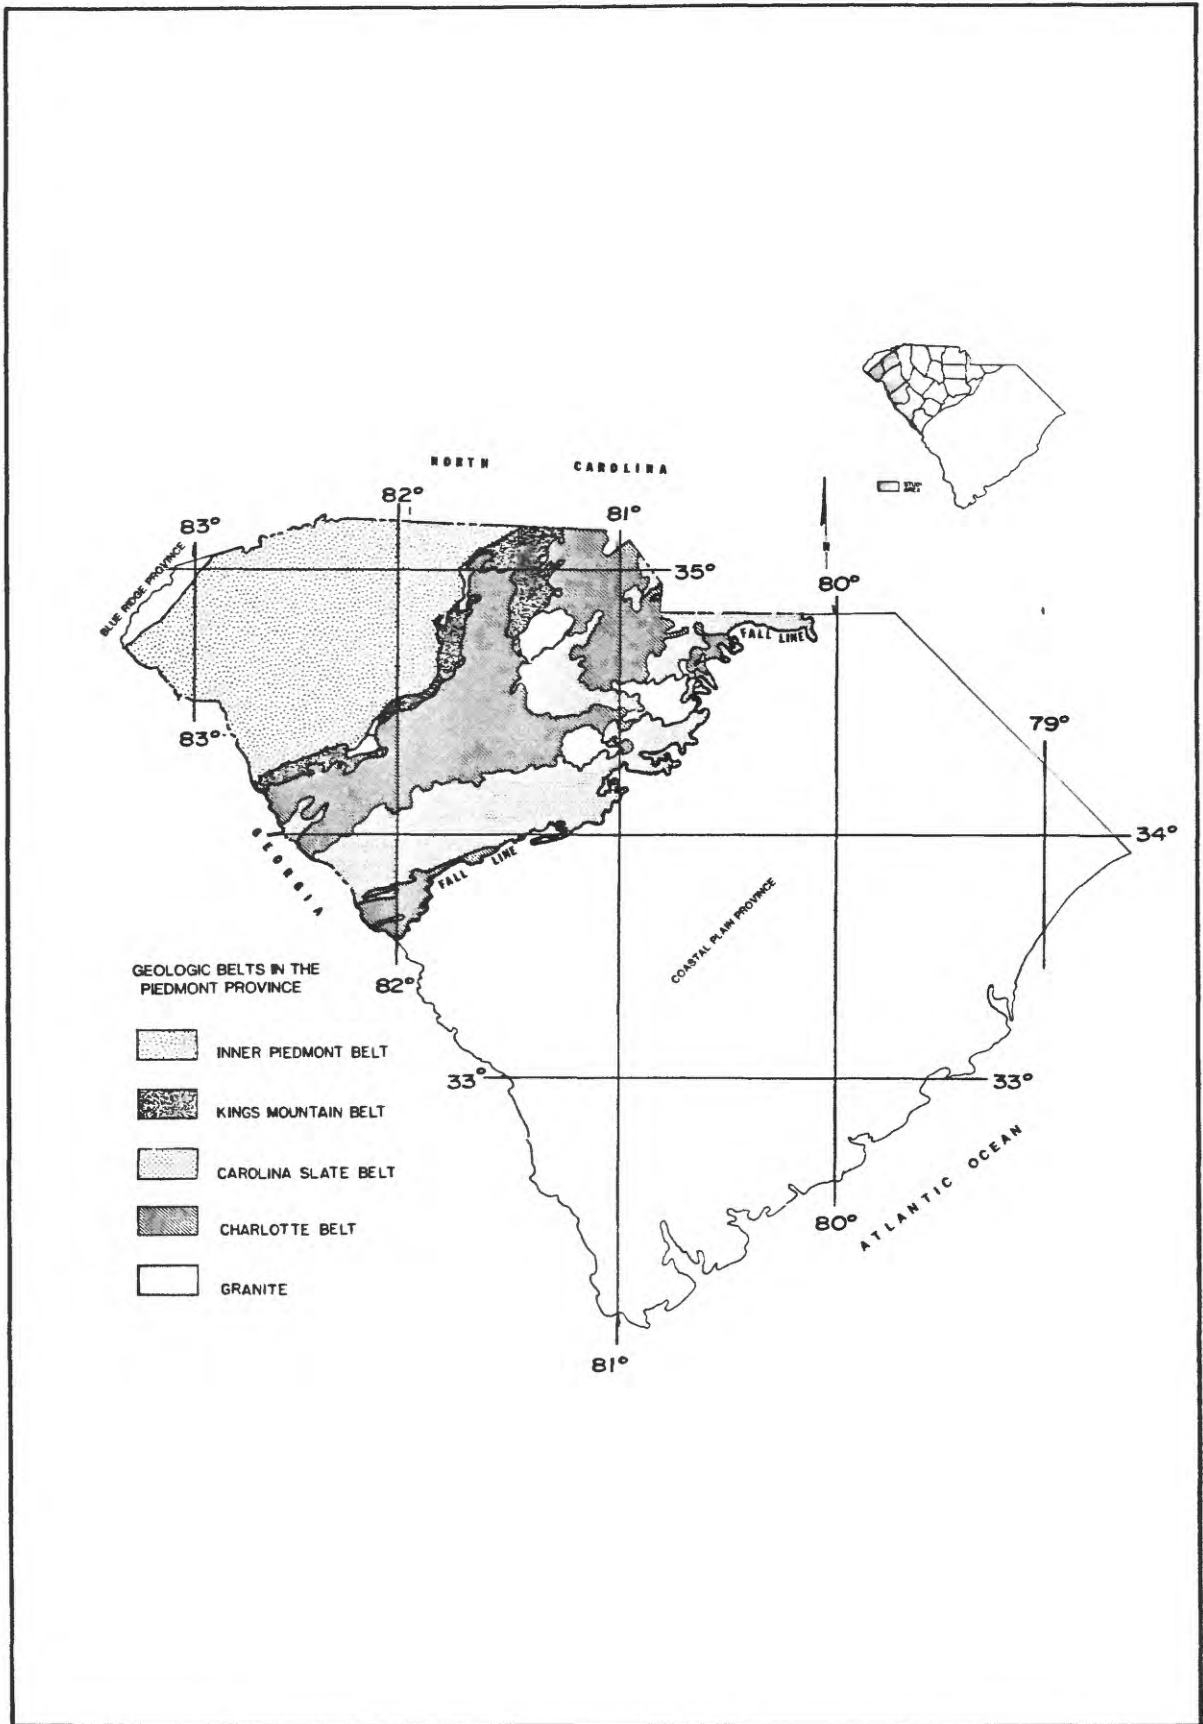 NORTH CAROLINA
STUDY
AREA
82°
83°
81°
N
BLUE RIDGE PROVINCE
35°
80°
FALL LINE
83°
79°
GEORGIA
34°
FALL LINE
COASTAL PLAIN PROVINCE
GEOLOGIC BELTS IN THE
PIEDMONT PROVINCE
82°
INNER PIEDMONT BELT
33°
33°
KINGS MOUNTAIN BELT
CAROLINA SLATE BELT
ATLANTIC OCEAN
80°
CHARLOTTE BELT
GRANITE
81°